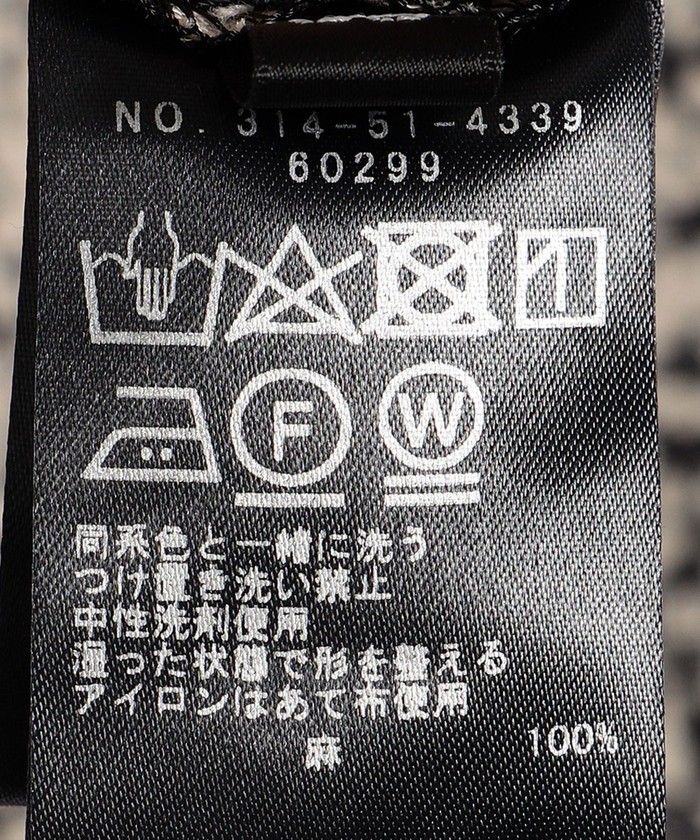 NO. 314-51-4339
60299
F W
同系色と一緒に洗う
つけ置き洗い禁止
中性洗剤使用
湿った状態で形を整える
アイロンはあて布使用
麻 100%